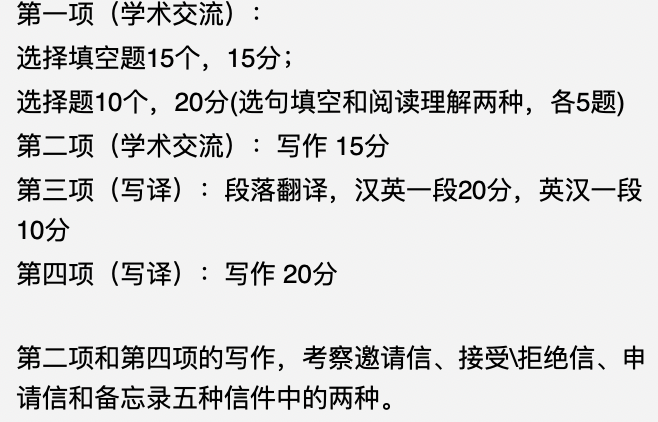 第一项（学术交流）：
选择填空题15个，15分；
选择题10个，20分(选句填空和阅读理解两种，各5题)
第二项（学术交流）：写作 15分
第三项（写译）：段落翻译，汉英一段20分，英汉一段
10分
第四项（写译）：写作 20分
第二项和第四项的写作，考察邀请信、接受\拒绝信、申
请信和备忘录五种信件中的两种。